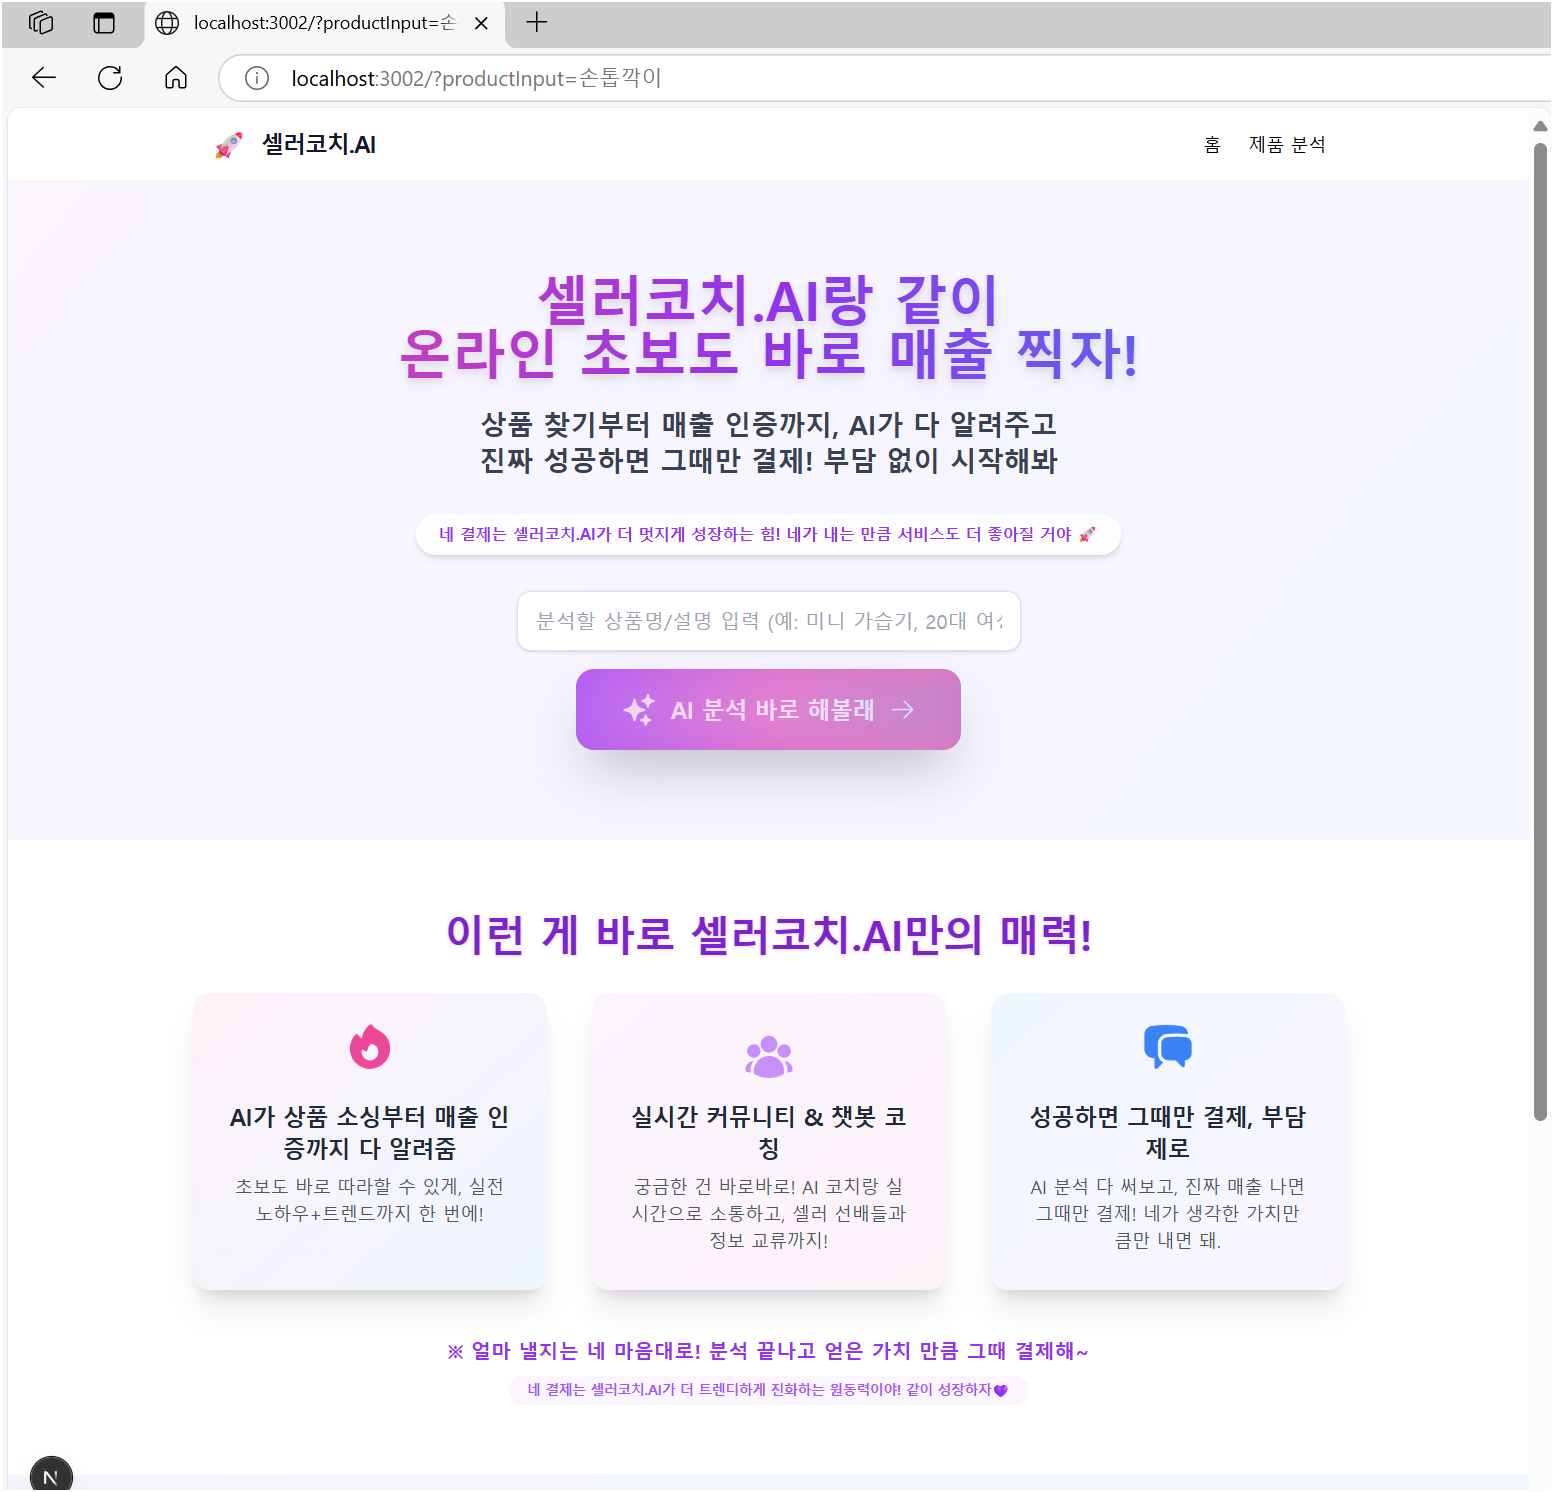 localhost:3002/?productInput=손
localhost:3002/?productInput=손톱깍이
셀러코치.AI
홈
제품 분석
셀러코치.AI랑 같이
온라인 초보도 바로 매출 찍자!
상품 찾기부터 매출 인증까지, AI가 다 알려주고
진짜 성공하면 그때만 결제! 부담 없이 시작해봐
네 결제는 셀러코치.AI가 더 멋지게 성장하는 힘! 네가 내는 만큼 서비스도 더 좋아질 거야 🚀
분석할 상품명/설명 입력 (예: 미니 가습기, 20대 여
AI 분석 바로 해볼래
이런 게 바로 셀러코치.AI만의 매력!
AI가 상품 소싱부터 매출 인
증까지 다 알려줌
초보도 바로 따라할 수 있게, 실전
노하우+트렌드까지 한 번에!
실시간 커뮤니티 & 챗봇 코
칭
궁금한 건 바로바로! AI 코치랑 실
시간으로 소통하고, 셀러 선배들과
정보 교류까지!
성공하면 그때만 결제, 부담
제로
AI 분석 다 써보고, 진짜 매출 나면
그때만 결제! 네가 생각한 가치만
큼만 내면 돼.
※ 얼마 낼지는 네 마음대로! 분석 끝나고 얻은 가치 만큼 그때 결제해~
네 결제는 셀러코치.AI가 더 트렌디하게 진화하는 원동력이야! 같이 성장하자💜
N